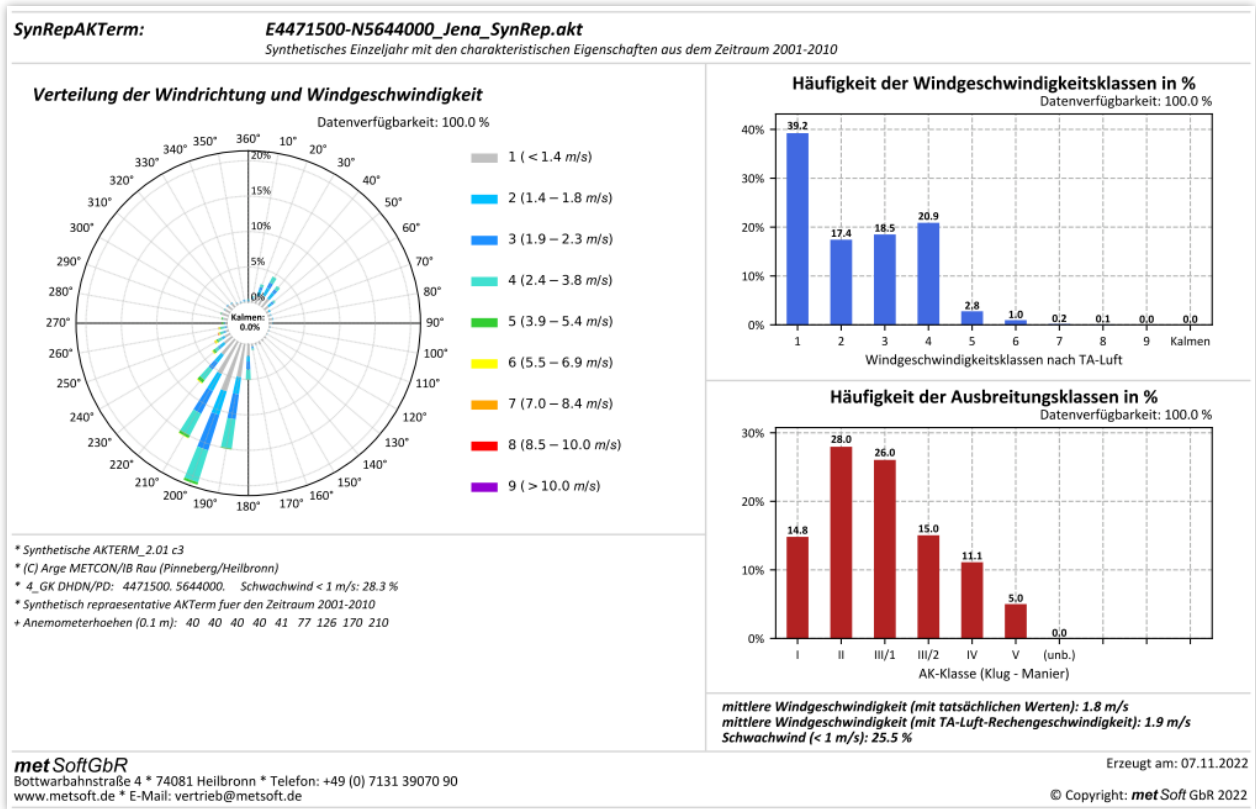 SynRepAKTerm: E4471500-N5644000_Jena_SynRep.akt
Synthetisches Einzeljahr mit den charakteristischen Eigenschaften aus dem Zeitraum 2001-2010
Verteilung der Windrichtung und Windgeschwindigkeit
Datenverfügbarkeit: 100.0 %
360°
10°
20°
30°
40°
50°
60°
70°
80°
90°
100°
110°
120°
130°
140°
150°
160°
170°
180°
190°
200°
210°
220°
230°
240°
250°
260°
270°
280°
290°
300°
310°
320°
330°
340°
350°
20%
15%
10%
5%
0%
Kalmen:
0.0%
1 (< 1.4 m/s)
2 (1.4 – 1.8 m/s)
3 (1.9 – 2.3 m/s)
4 (2.4 – 3.8 m/s)
5 (3.9 – 5.4 m/s)
6 (5.5 – 6.9 m/s)
7 (7.0 – 8.4 m/s)
8 (8.5 – 10.0 m/s)
9 (> 10.0 m/s)
* Synthetische AKTERM_2.01 c3
* (C) Arge METCON/IB Rau (Pinneberg/Heilbronn)
* 4_GK DHDN/PD: 4471500. 5644000. Schwachwind < 1 m/s: 28.3 %
* Synthetisch repraesentative AKTerm fuer den Zeitraum 2001-2010
+ Anemometerhoehen (0.1 m): 40 40 40 40 41 77 126 170 210
Häufigkeit der Windgeschwindigkeitsklassen in %
Datenverfügbarkeit: 100.0 %
40%
30%
20%
10%
0%
39.2
17.4
18.5
20.9
2.8
1.0
0.2
0.1
0.0
0.0
1 2 3 4 5 6 7 8 9 Kalmen
Windgeschwindigkeitsklassen nach TA-Luft
Häufigkeit der Ausbreitungsklassen in %
Datenverfügbarkeit: 100.0 %
30%
20%
10%
0%
14.8
28.0
26.0
15.0
11.1
5.0
0.0
I II III/1 III/2 IV V (unb.)
AK-Klasse (Klug - Manier)
mittlere Windgeschwindigkeit (mit tatsächlichen Werten): 1.8 m/s
mittlere Windgeschwindigkeit (mit TA-Luft-Rechengeschwindigkeit): 1.9 m/s
Schwachwind (< 1 m/s): 25.5 %
met Soft GbR
Bottwarbahnstraße 4 * 74081 Heilbronn * Telefon: +49 (0) 7131 39070 90
www.metsoft.de * E-Mail: vertrieb@metsoft.de
Erzeugt am: 07.11.2022
© Copyright: met Soft GbR 2022